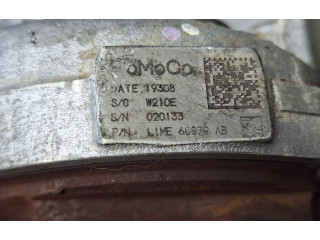 FoMoCo
DATE 19308
S/C W210E
S/N 020133
P/N L1ME 6K679 AB